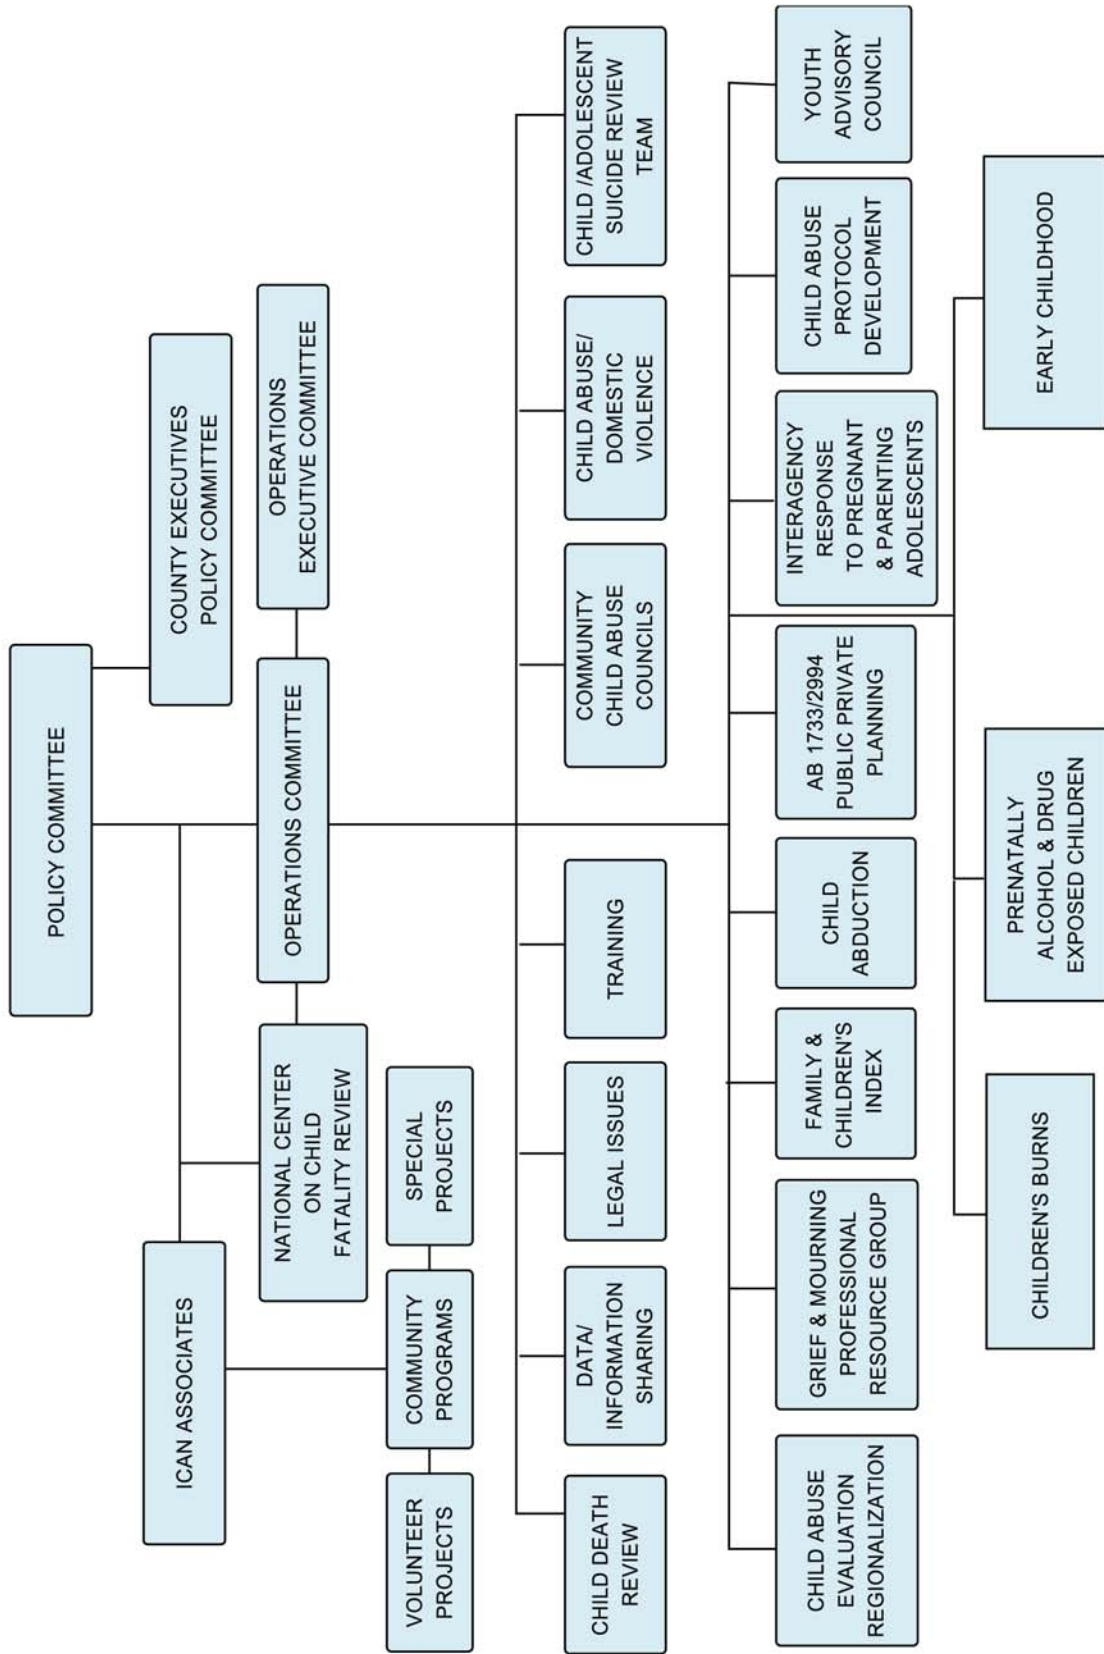 POLICY COMMITTEE
COUNTY EXECUTIVES
POLICY COMMITTEE
ICAN ASSOCIATES
NATIONAL CENTER
ON CHILD
FATALITY REVIEW
OPERATIONS COMMITTEE
OPERATIONS
EXECUTIVE COMMITTEE
VOLUNTEER
PROJECTS
COMMUNITY
PROGRAMS
SPECIAL
PROJECTS
CHILD DEATH
REVIEW
DATA/
INFORMATION
SHARING
LEGAL ISSUES
TRAINING
COMMUNITY
CHILD ABUSE
COUNCILS
CHILD ABUSE/
DOMESTIC
VIOLENCE
CHILD /ADOLESCENT
SUICIDE REVIEW
TEAM
CHILD ABUSE
EVALUATION
REGIONALIZATION
GRIEF & MOURNING
PROFESSIONAL
RESOURCE GROUP
FAMILY &
CHILDREN'S
INDEX
CHILD
ABDUCTION
AB 1733/2994
PUBLIC PRIVATE
PLANNING
INTERAGENCY
RESPONSE
TO PREGNANT
& PARENTING
ADOLESCENTS
CHILD ABUSE
PROTOCOL
DEVELOPMENT
YOUTH
ADVISORY
COUNCIL
CHILDREN'S BURNS
PRENATALLY
ALCOHOL & DRUG
EXPOSED CHILDREN
EARLY CHILDHOOD